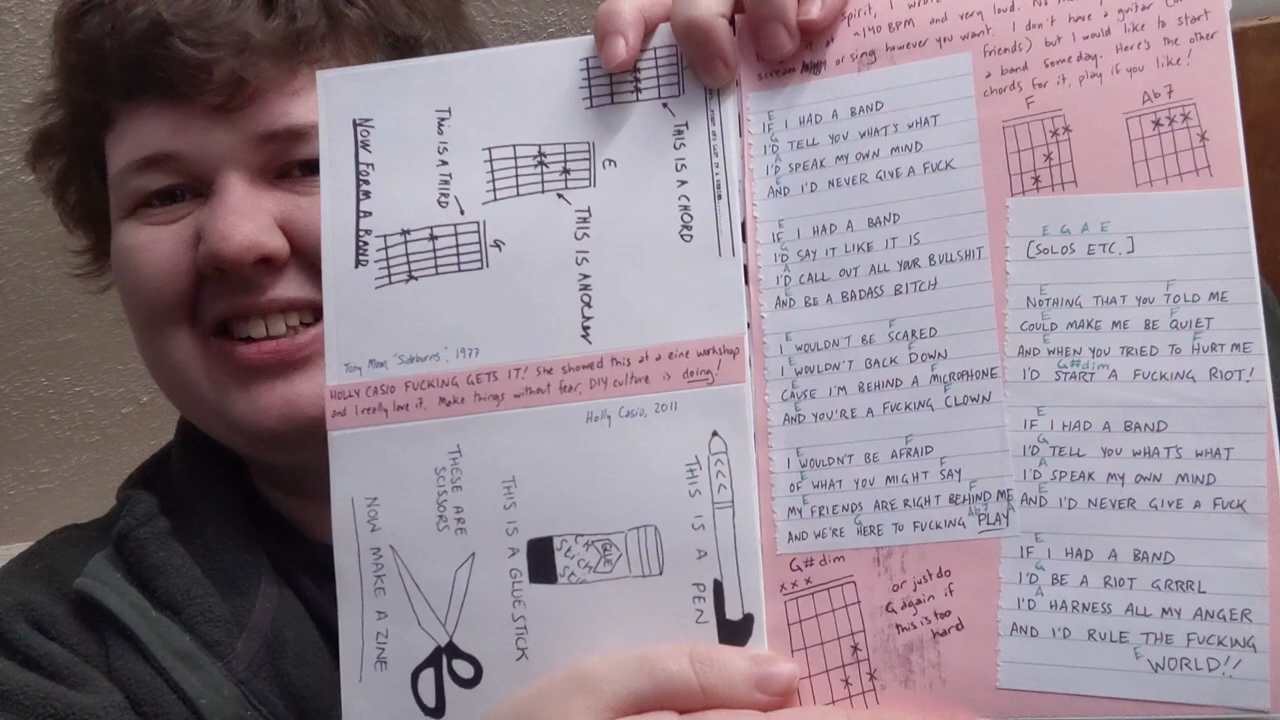 THIS IS A CHORD
E
THIS IS ANOTHER
G
THIS IS A THIRD
NOW FORM A BAND
Tony Moon "Sideburns", 1977
HOLLY CASIO FUCKING GETS IT! She showed this at a zine workshop
and I really love it. Make things without fear, DIY culture is doing!
Holly Casio, 2011
THIS IS A PEN
GLUE
THIS IS A GLUESTICK
THESE ARE
SCISSORS
NOW MAKE A ZINE
spirit, I
~140 BPM and very loud.
scream or sing however you want. I don't have a guitar
friends) but I would like to start
a band someday. Here's the other
chords for it, play if you like!
F
Ab7
E
IF I HAD A BAND
G
I'D TELL YOU WHAT'S WHAT
A
I'D SPEAK MY OWN MIND
E
AND I'D NEVER GIVE A FUCK
E
IF I HAD A BAND
G
I'D SAY IT LIKE IT IS
A
I'D CALL OUT ALL YOUR BULLSHIT
E
AND BE A BADASS BITCH
E F
I WOULDN'T BE SCARED
E F
I WOULDN'T BACK DOWN
E F
CAUSE I'M BEHIND A MICROPHONE
E F
AND YOU'RE A FUCKING CLOWN
E F
I WOULDN'T BE AFRAID
E F
OF WHAT YOU MIGHT SAY
E F
MY FRIENDS ARE RIGHT BEHIND ME
G Ab7 A
AND WE'RE HERE TO FUCKING PLAY
G#dim
xxx
or just do
G again if
this is too
hard
E G A E
[SOLOS ETC.]
E F
NOTHING THAT YOU TOLD ME
E F
COULD MAKE ME BE QUIET
E F
AND WHEN YOU TRIED TO HURT ME
G#dim
I'D START A FUCKING RIOT!
E
IF I HAD A BAND
G
I'D TELL YOU WHAT'S WHAT
A
I'D SPEAK MY OWN MIND
E
AND I'D NEVER GIVE A FUCK
E
IF I HAD A BAND
G
I'D BE A RIOT GRRRL
A
I'D HARNESS ALL MY ANGER
AND I'D RULE THE FUCKING
E
WORLD!!